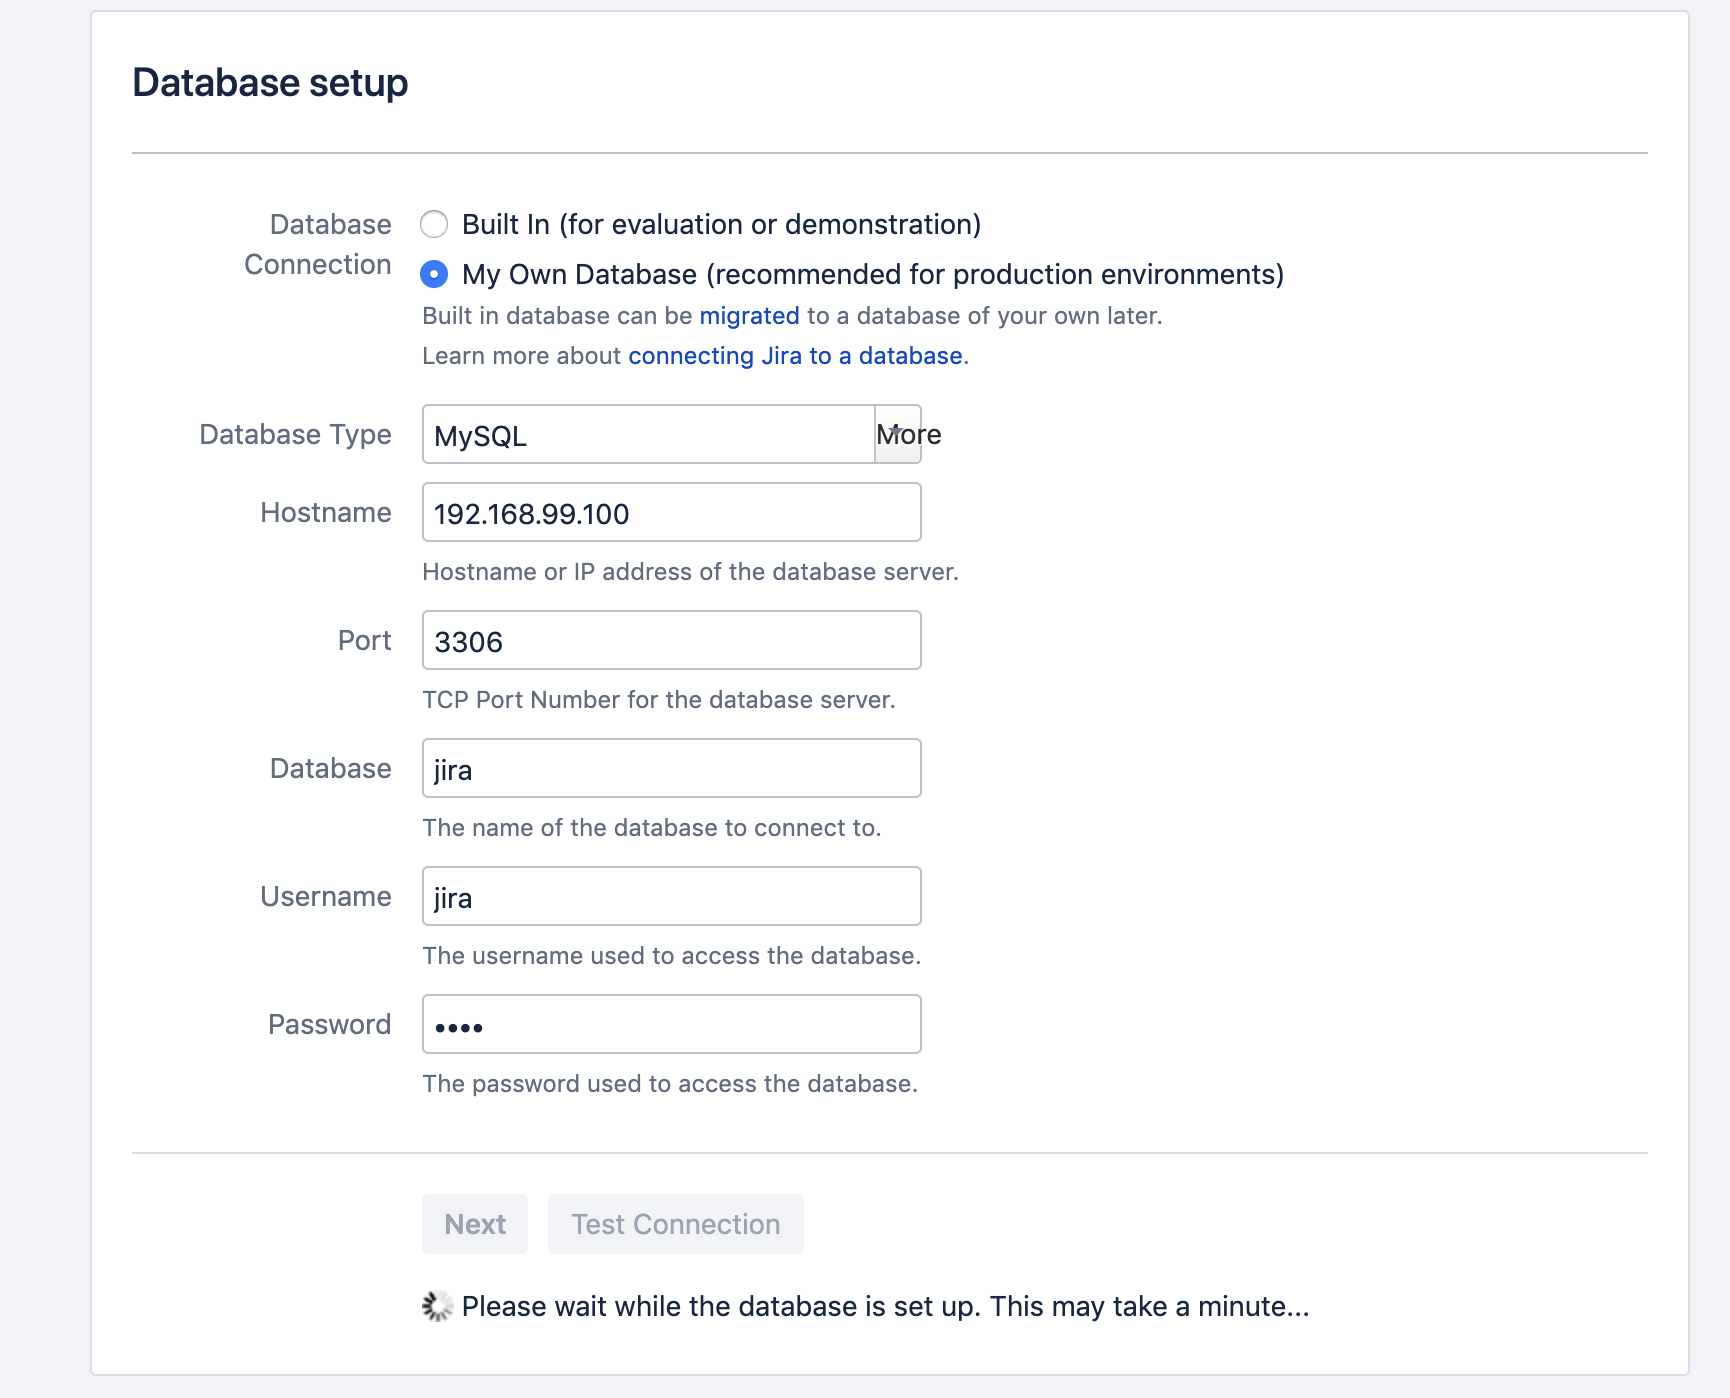 Database setup
Database Connection
Built In (for evaluation or demonstration)
My Own Database (recommended for production environments)
Built in database can be migrated to a database of your own later.
Learn more about connecting Jira to a database.
Database Type
MySQL
More
Hostname
192.168.99.100
Hostname or IP address of the database server.
Port
3306
TCP Port Number for the database server.
Database
jira
The name of the database to connect to.
Username
jira
The username used to access the database.
Password
••••
The password used to access the database.
Next
Test Connection
Please wait while the database is set up. This may take a minute...